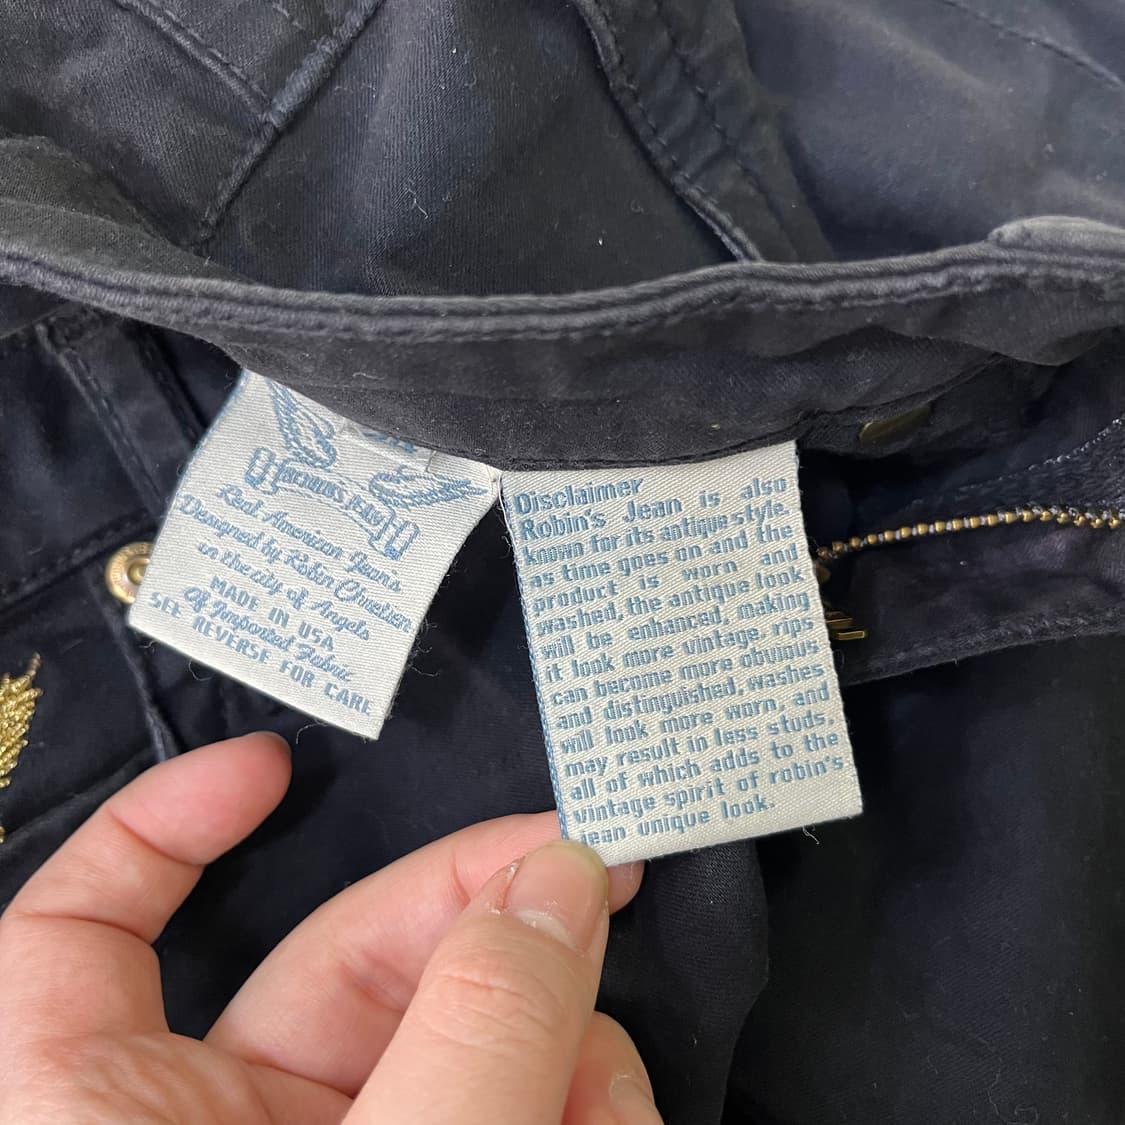 Real American Jeans
Designed by Robin Chretien
in the city of Angels
MADE IN USA
Of Imported Fabric
SEE REVERSE FOR CARE
Disclaimer
Robin's Jean is also
known for its antique style.
as time goes on and the
product is worn and
washed, the antique look
will be enhanced, making
it look more vintage. rips
can become more obvious
and distinguished, washes
will look more worn, and
may result in less studs.
all of which adds to the
vintage spirit of robin's
jean unique look.